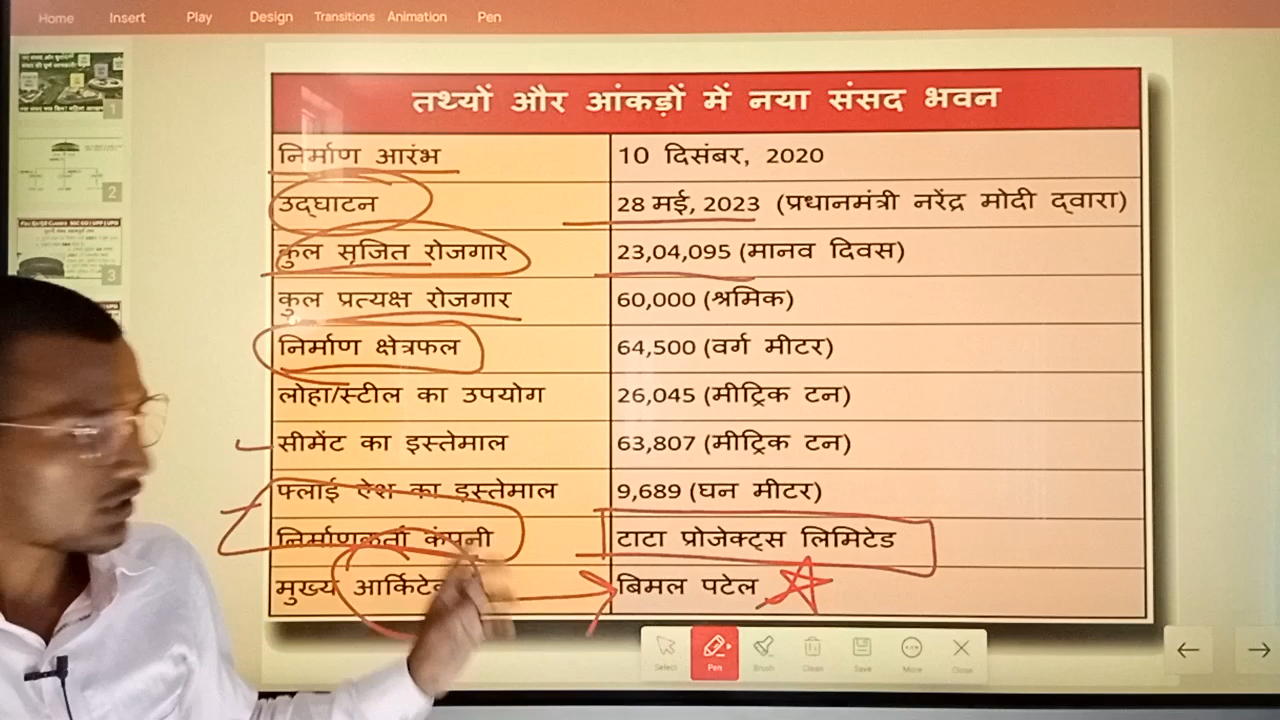 Home Insert Play Design Transitions Animation Pen
1
2
3
तथ्यों और आंकड़ों में नया संसद भवन
निर्माण आरंभ 10 दिसंबर, 2020
उद्घाटन 28 मई, 2023 (प्रधानमंत्री नरेंद्र मोदी द्वारा)
कुल सृजित रोजगार 23,04,095 (मानव दिवस)
कुल प्रत्यक्ष रोजगार 60,000 (श्रमिक)
निर्माण क्षेत्रफल 64,500 (वर्ग मीटर)
लोहा/स्टील का उपयोग 26,045 (मीट्रिक टन)
सीमेंट का इस्तेमाल 63,807 (मीट्रिक टन)
फ्लाई ऐश का इस्तेमाल 9,689 (घन मीटर)
निर्माणकर्ता कंपनी टाटा प्रोजेक्ट्स लिमिटेड
मुख्य बिमल पटेल
Select Pen Brush Clean Save More Close